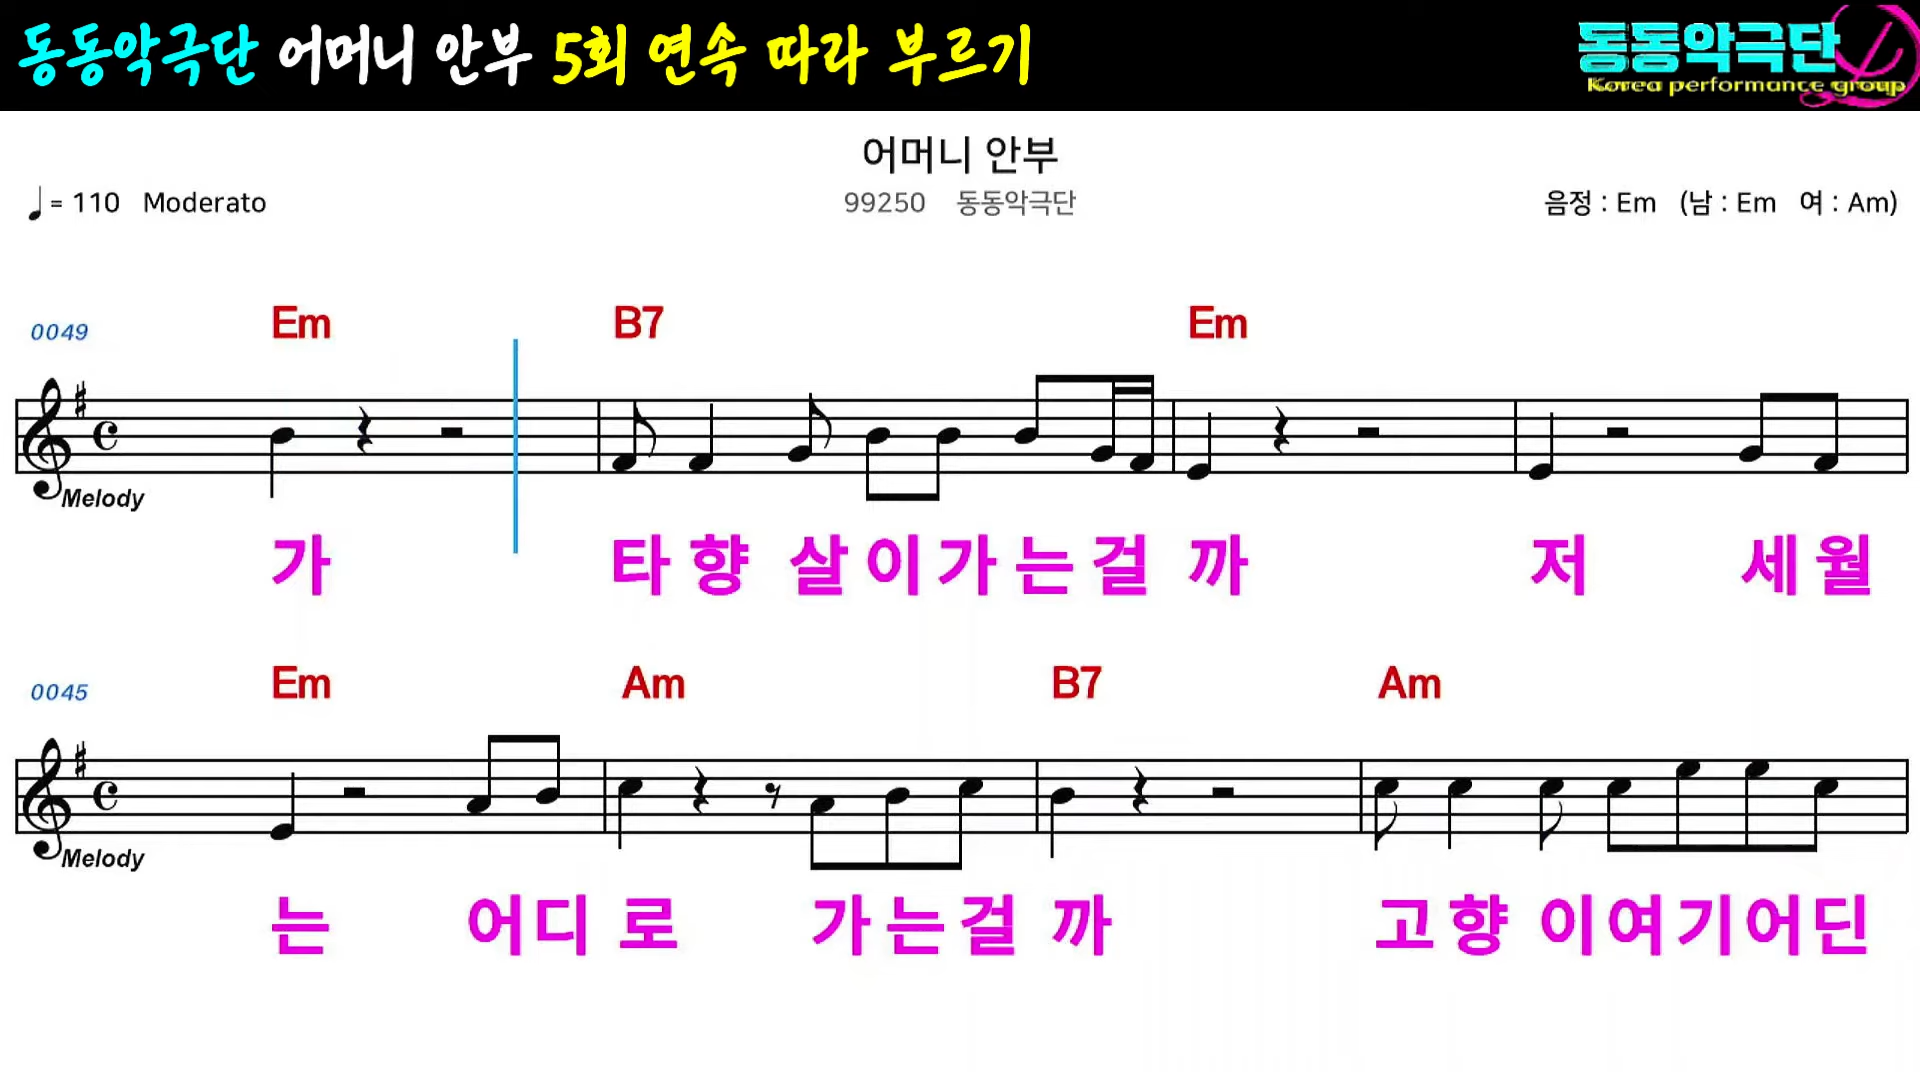 동동악극단 어머니 안부 5회 연속 따라 부르기
동동악극단
Korea performance group
어머니 안부
♩= 110 Moderato
99250 동동악극단
음정 : Em (남 : Em 여 : Am)
0049 Em B7 Em
Melody
가 타 향 살 이 가 는 걸 까 저 세 월
0045 Em Am B7 Am
Melody
는 어 디 로 가 는 걸 까 고 향 이 여 기 어 딘